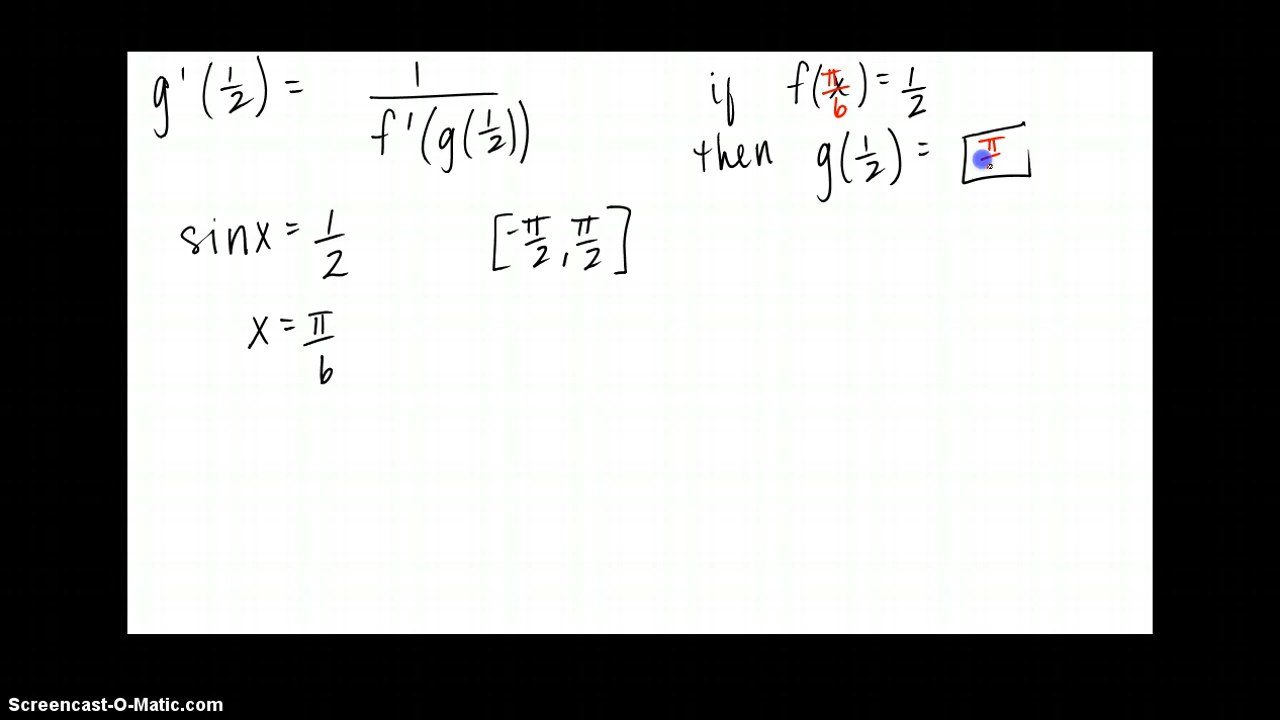 g'(1/2) = 1/f'(g(1/2))
if f(π/6) = 1/2
then g(1/2) = π
sinx = 1/2 [-π/2, π/2]
x = π/6
Screencast-O-Matic.com